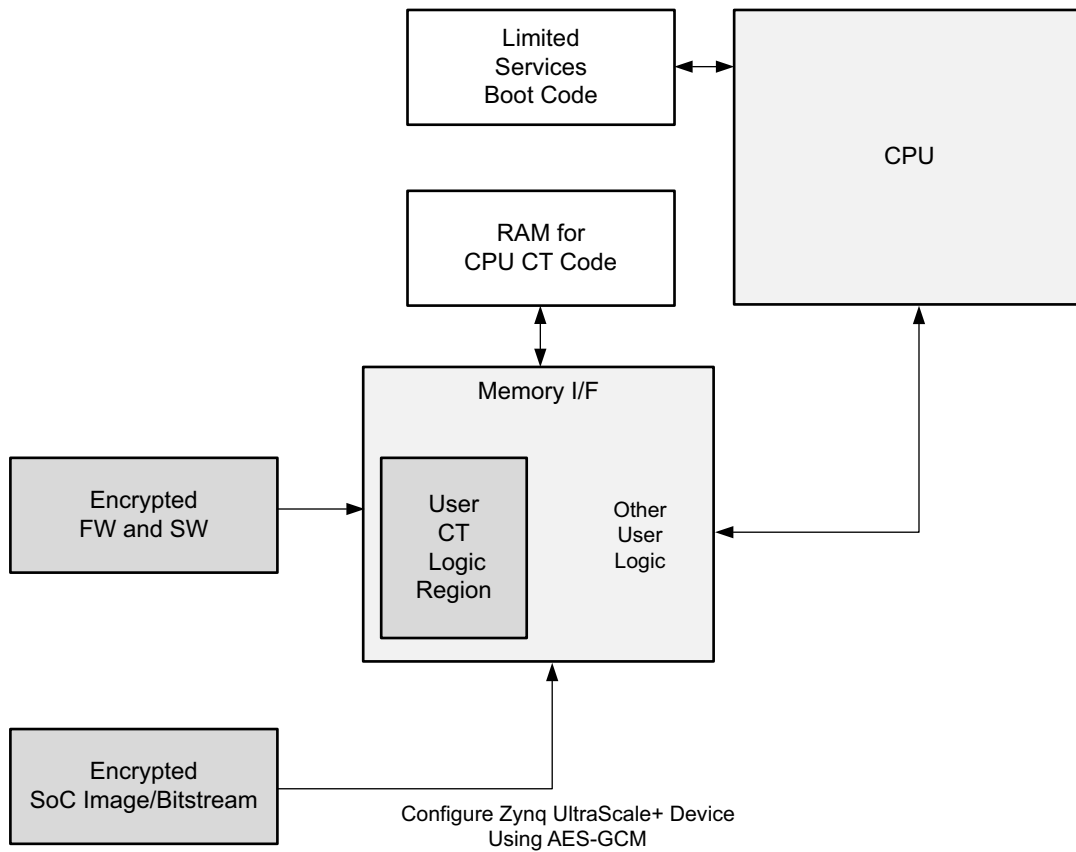 Limited
Services
Boot Code
CPU
RAM for
CPU CT Code
Memory I/F
Encrypted
FW and SW
User
CT
Logic
Region
Other
User
Logic
Encrypted
SoC Image/Bitstream
Configure Zynq UltraScale+ Device
Using AES-GCM